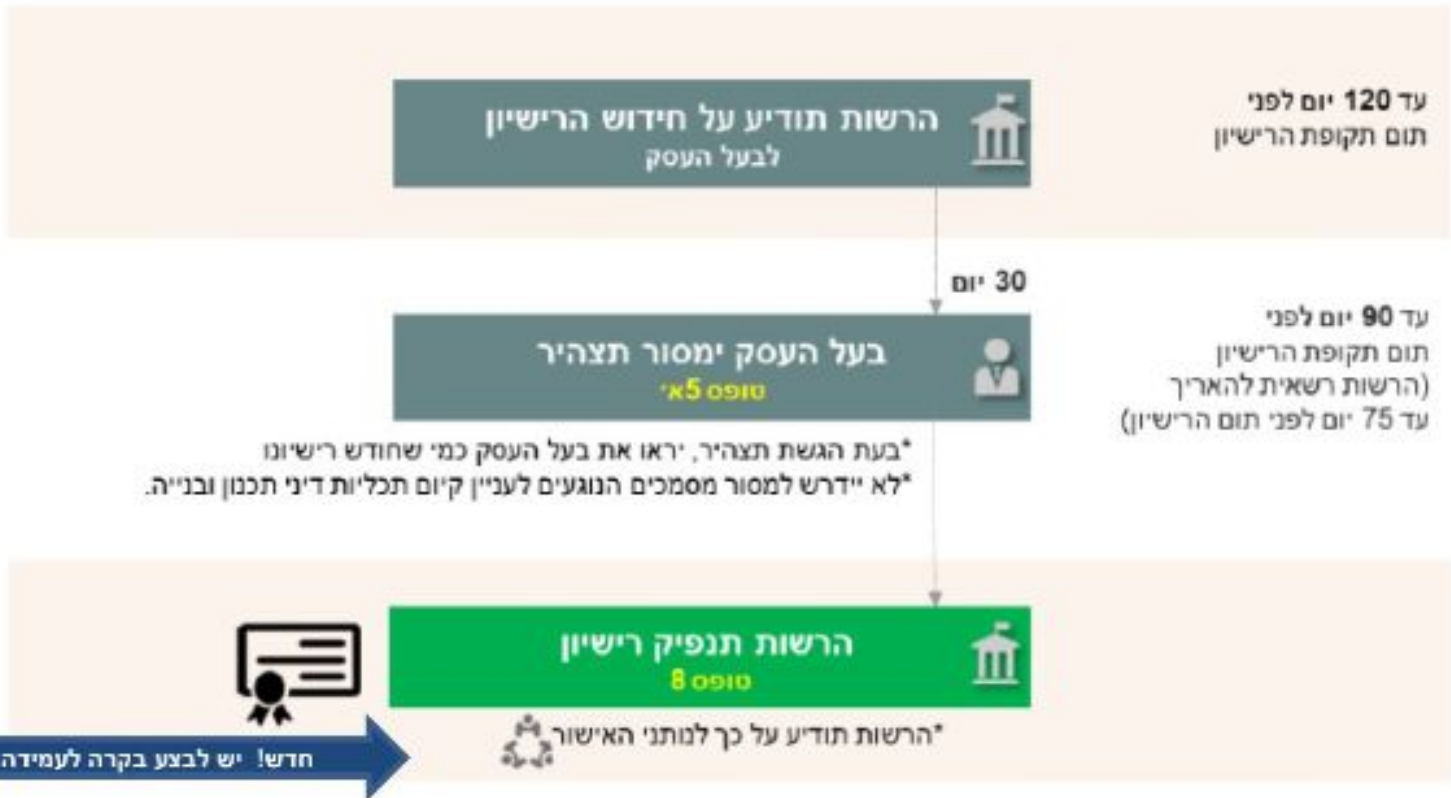 עד 120 יום לפני
תום תקופת הרישיון
הרשות תודיע על חידוש הרישיון
לבעל העסק
30 יום
עד 90 יום לפני
תום תקופת הרישיון
(הרשות רשאית להאריך
עד 75 יום לפני תום הרישיון)
בעל העסק ימסור תצהיר
טופס 5א'
*בעת הגשת תצהיר, יראו את בעל העסק כמי שחודש רישיונו
*לא יידרש למסור מסמכים הנוגעים לעניין קיום תכליות דיני תכנון ובנייה.
הרשות תנפיק רישיון
טופס 8
*הרשות תודיע על כך לנותני האישור
חדש! יש לבצע בקרה לעמידה